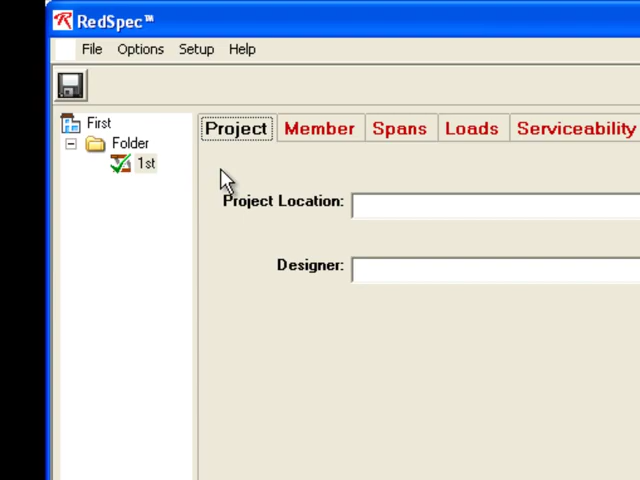 RedSpec™
File Options Setup Help
First
Folder
1st
Project Member Spans Loads Serviceability
Project Location:
Designer: